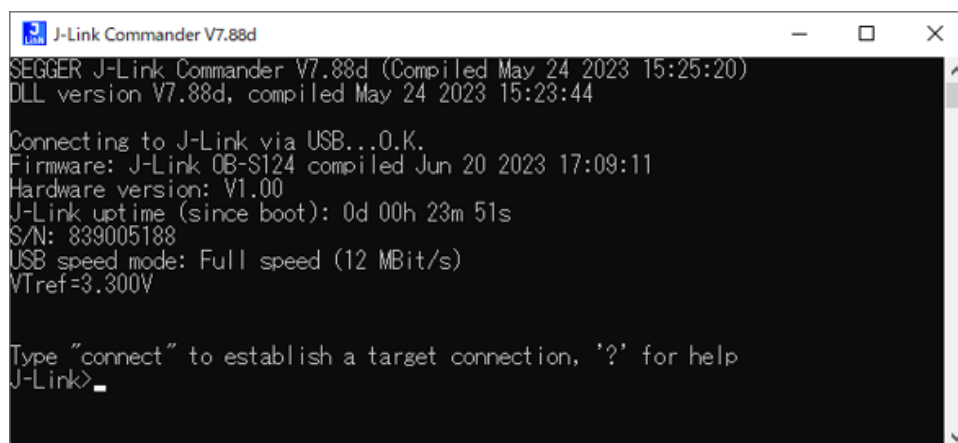 J-Link Commander V7.88d
SEGGER J-Link Commander V7.88d (Compiled May 24 2023 15:25:20)
DLL version V7.88d, compiled May 24 2023 15:23:44
Connecting to J-Link via USB...O.K.
Firmware: J-Link OB-S124 compiled Jun 20 2023 17:09:11
Hardware version: V1.00
J-Link uptime (since boot): 0d 00h 23m 51s
S/N: 839005188
USB speed mode: Full speed (12 MBit/s)
VTref=3.300V
Type "connect" to establish a target connection, '?' for help
J-Link>